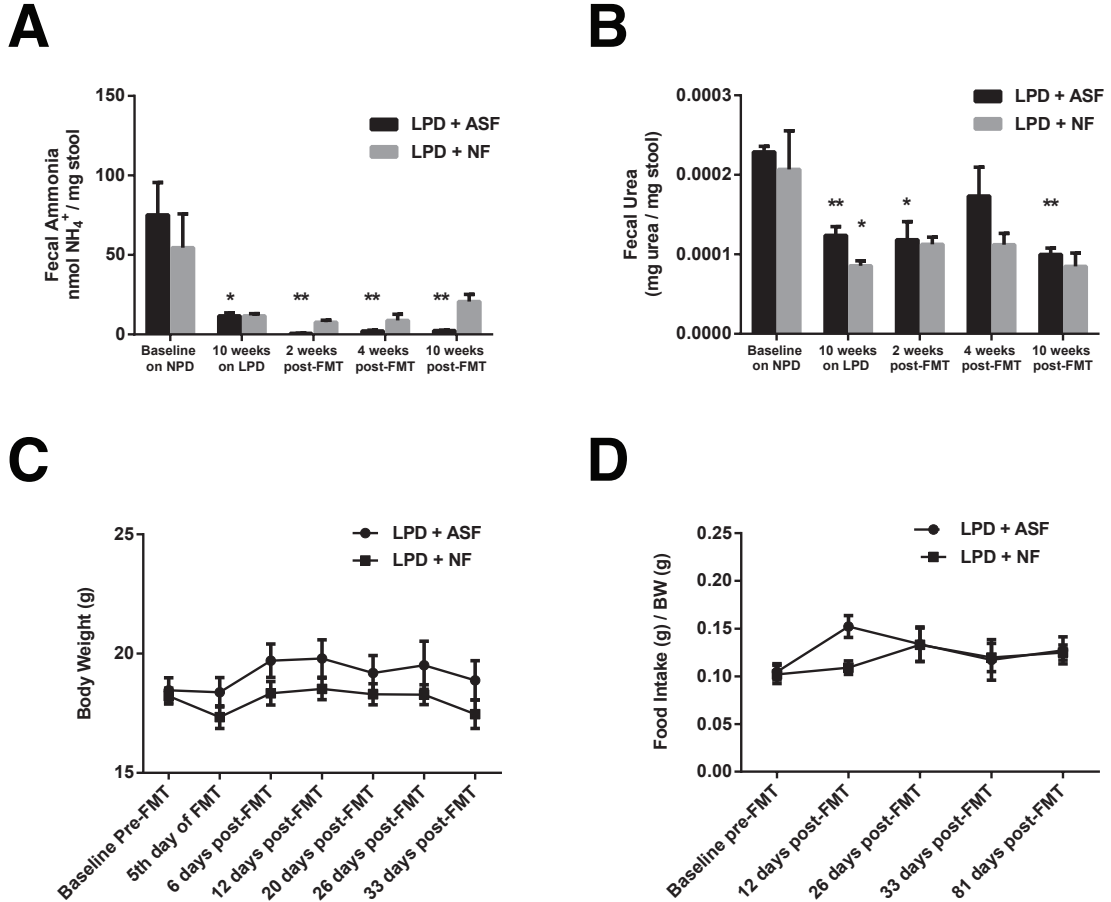 A
Fecal Ammonia
nmol NH4+ / mg stool
150
100
50
0
LPD + ASF
LPD + NF
*
**
**
**
Baseline
on NPD
10 weeks
on LPD
2 weeks
post-FMT
4 weeks
post-FMT
10 weeks
post-FMT
B
Fecal Urea
(mg urea / mg stool)
0.0003
0.0002
0.0001
0.0000
LPD + ASF
LPD + NF
**
*
*
**
Baseline
on NPD
10 weeks
on LPD
2 weeks
post-FMT
4 weeks
post-FMT
10 weeks
post-FMT
C
Body Weight (g)
25
20
15
LPD + ASF
LPD + NF
Baseline Pre-FMT
5th day of FMT
6 days post-FMT
12 days post-FMT
20 days post-FMT
26 days post-FMT
33 days post-FMT
D
Food Intake (g) / BW (g)
0.25
0.20
0.15
0.10
0.05
0.00
LPD + ASF
LPD + NF
Baseline pre-FMT
12 days post-FMT
26 days post-FMT
33 days post-FMT
81 days post-FMT